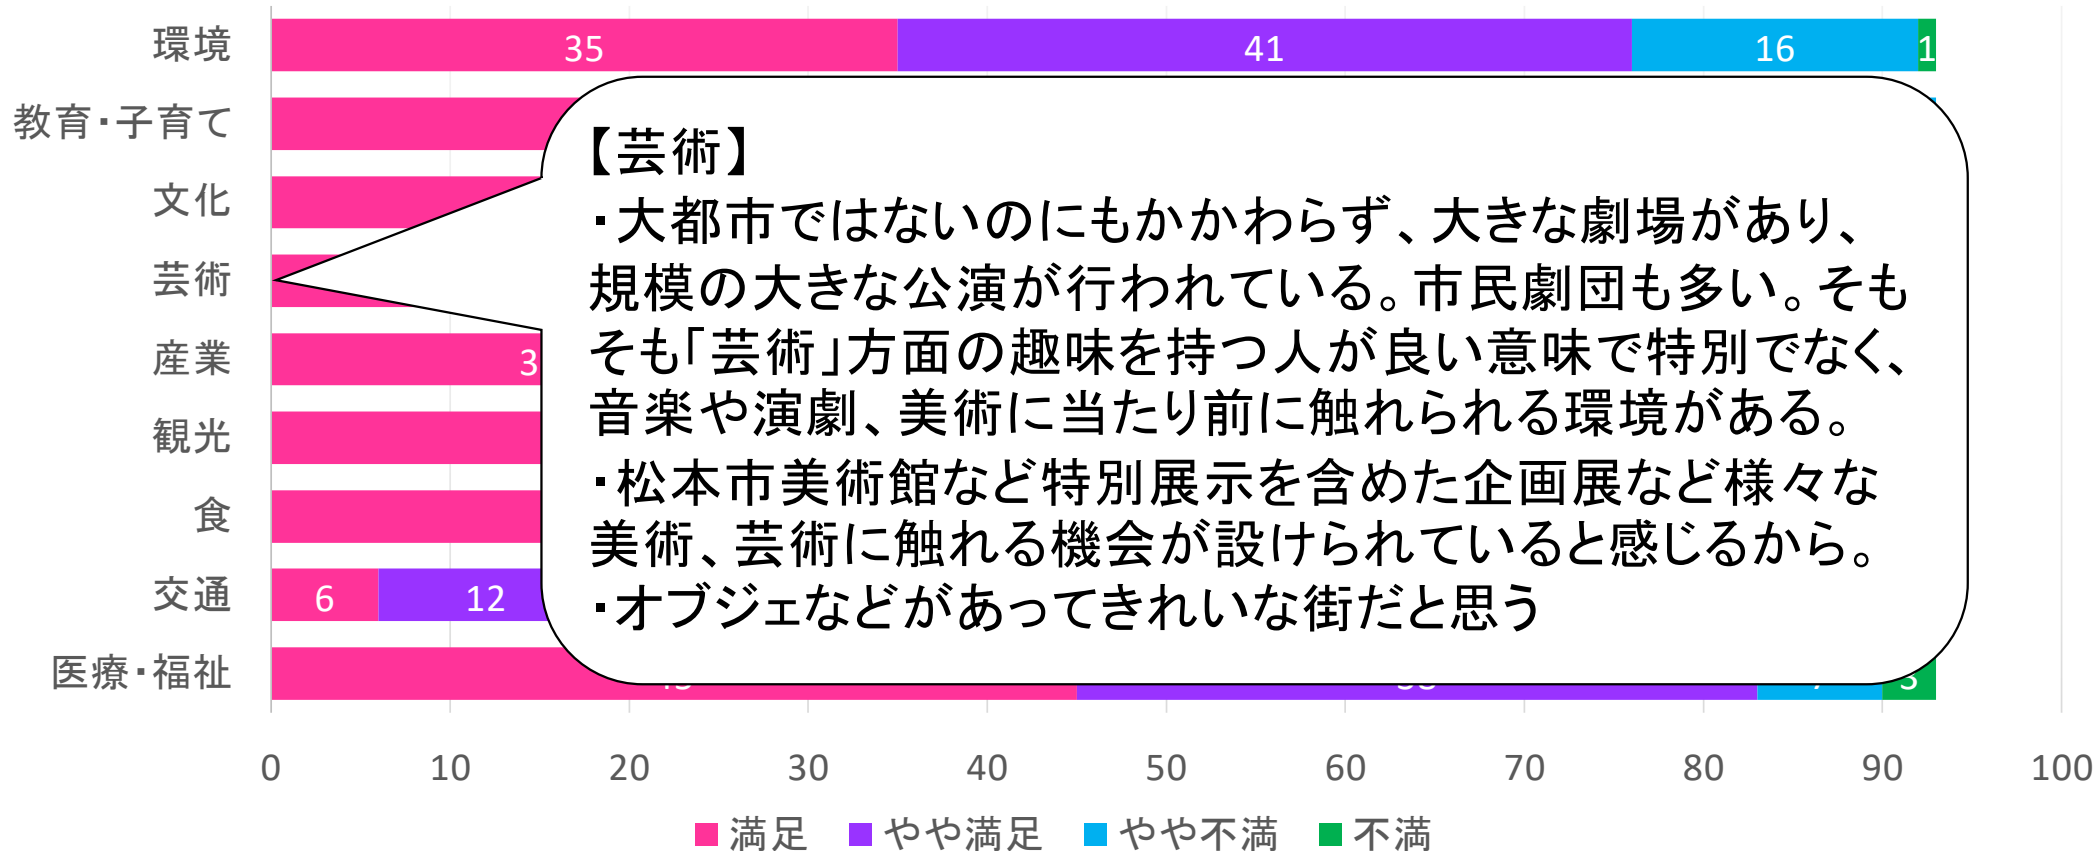 環境 35 41 16 1
教育・子育て
文化
芸術
産業
観光
食
交通 6 12
医療・福祉
【芸術】
・大都市ではないのにもかかわらず、大きな劇場があり、
規模の大きな公演が行われている。市民劇団も多い。そも
そも「芸術」方面の趣味を持つ人が良い意味で特別でなく、
音楽や演劇、美術に当たり前に触れられる環境がある。
・松本市美術館など特別展示を含めた企画展など様々な
美術、芸術に触れる機会が設けられていると感じるから。
・オブジェなどがあってきれいな街だと思う
0 10 20 30 40 50 60 70 80 90 100
満足 やや満足 やや不満 不満